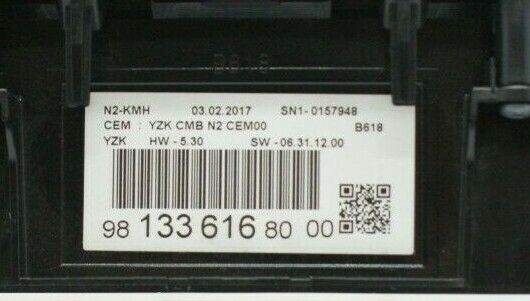 B618
N2-KMH 03.02.2017 SN1- 0157948
CEM : YZK CMB N2 CEM00 B618
YZK HW - 5.30 SW - 06.31.12.00
98 133 616 80 00